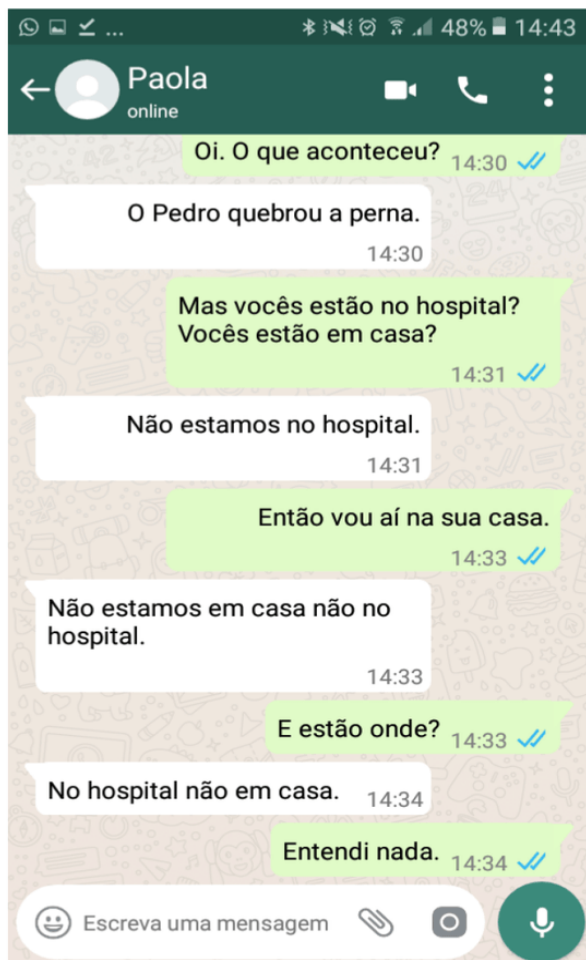 ... 48% 14:43
Paola
online
Oi. O que aconteceu? 14:30
O Pedro quebrou a perna.
14:30
Mas vocês estão no hospital?
Vocês estão em casa?
14:31
Não estamos no hospital.
14:31
Então vou aí na sua casa.
14:33
Não estamos em casa não no
hospital.
14:33
E estão onde? 14:33
No hospital não em casa. 14:34
Entendi nada. 14:34
Escreva uma mensagem